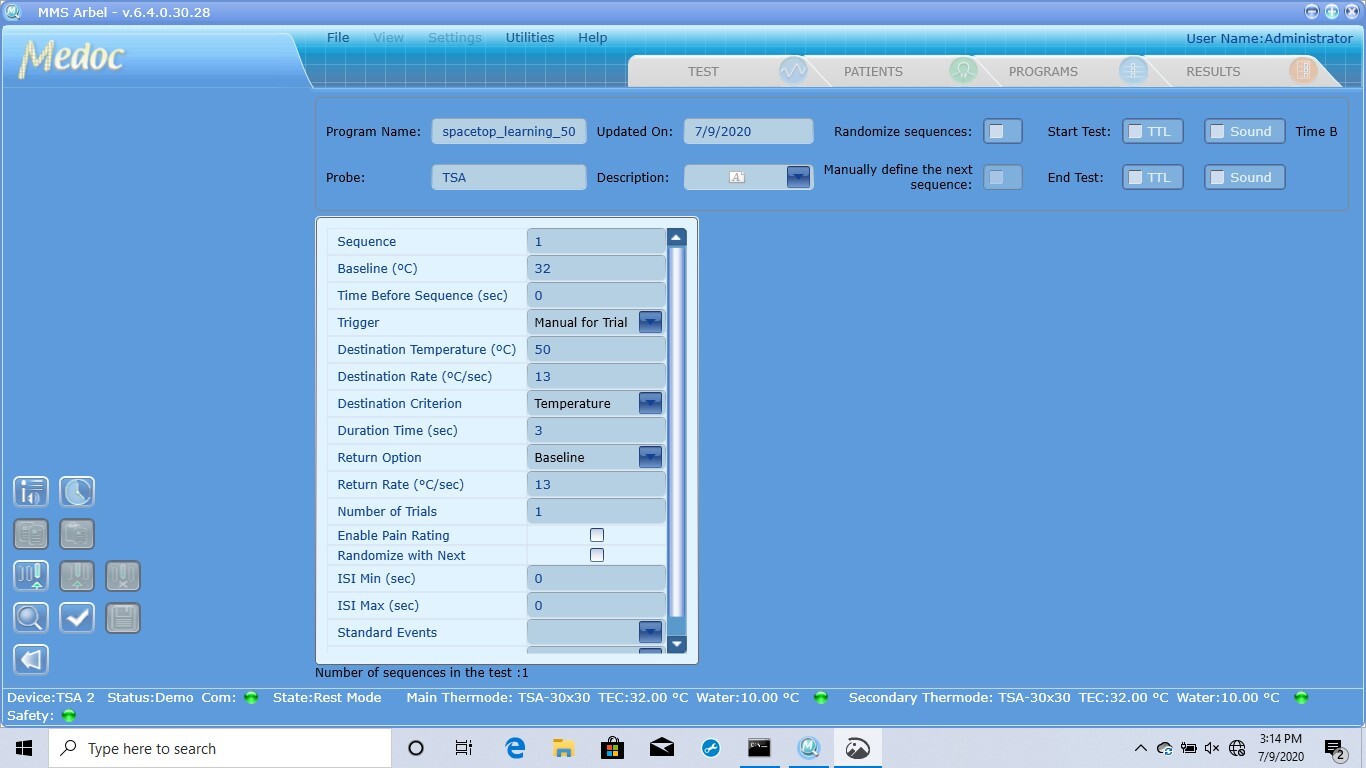 MMS Arbel - v.6.4.0.30.28
Medoc
File View Settings Utilities Help
User Name:Administrator
TEST PATIENTS PROGRAMS RESULTS
Program Name: spacetop_learning_50 Updated On: 7/9/2020 Randomize sequences: Start Test: TTL Sound Time B
Probe: TSA Description: A Manually define the next sequence: End Test: TTL Sound
Sequence 1
Baseline (ºC) 32
Time Before Sequence (sec) 0
Trigger Manual for Trial
Destination Temperature (ºC) 50
Destination Rate (ºC/sec) 13
Destination Criterion Temperature
Duration Time (sec) 3
Return Option Baseline
Return Rate (ºC/sec) 13
Number of Trials 1
Enable Pain Rating
Randomize with Next
ISI Min (sec) 0
ISI Max (sec) 0
Standard Events
Number of sequences in the test :1
Device:TSA 2 Status:Demo Com: State:Rest Mode Main Thermode: TSA-30x30 TEC:32.00 °C Water:10.00 °C Secondary Thermode: TSA-30x30 TEC:32.00 °C Water:10.00 °C
Safety:
Type here to search
3:14 PM
7/9/2020
2